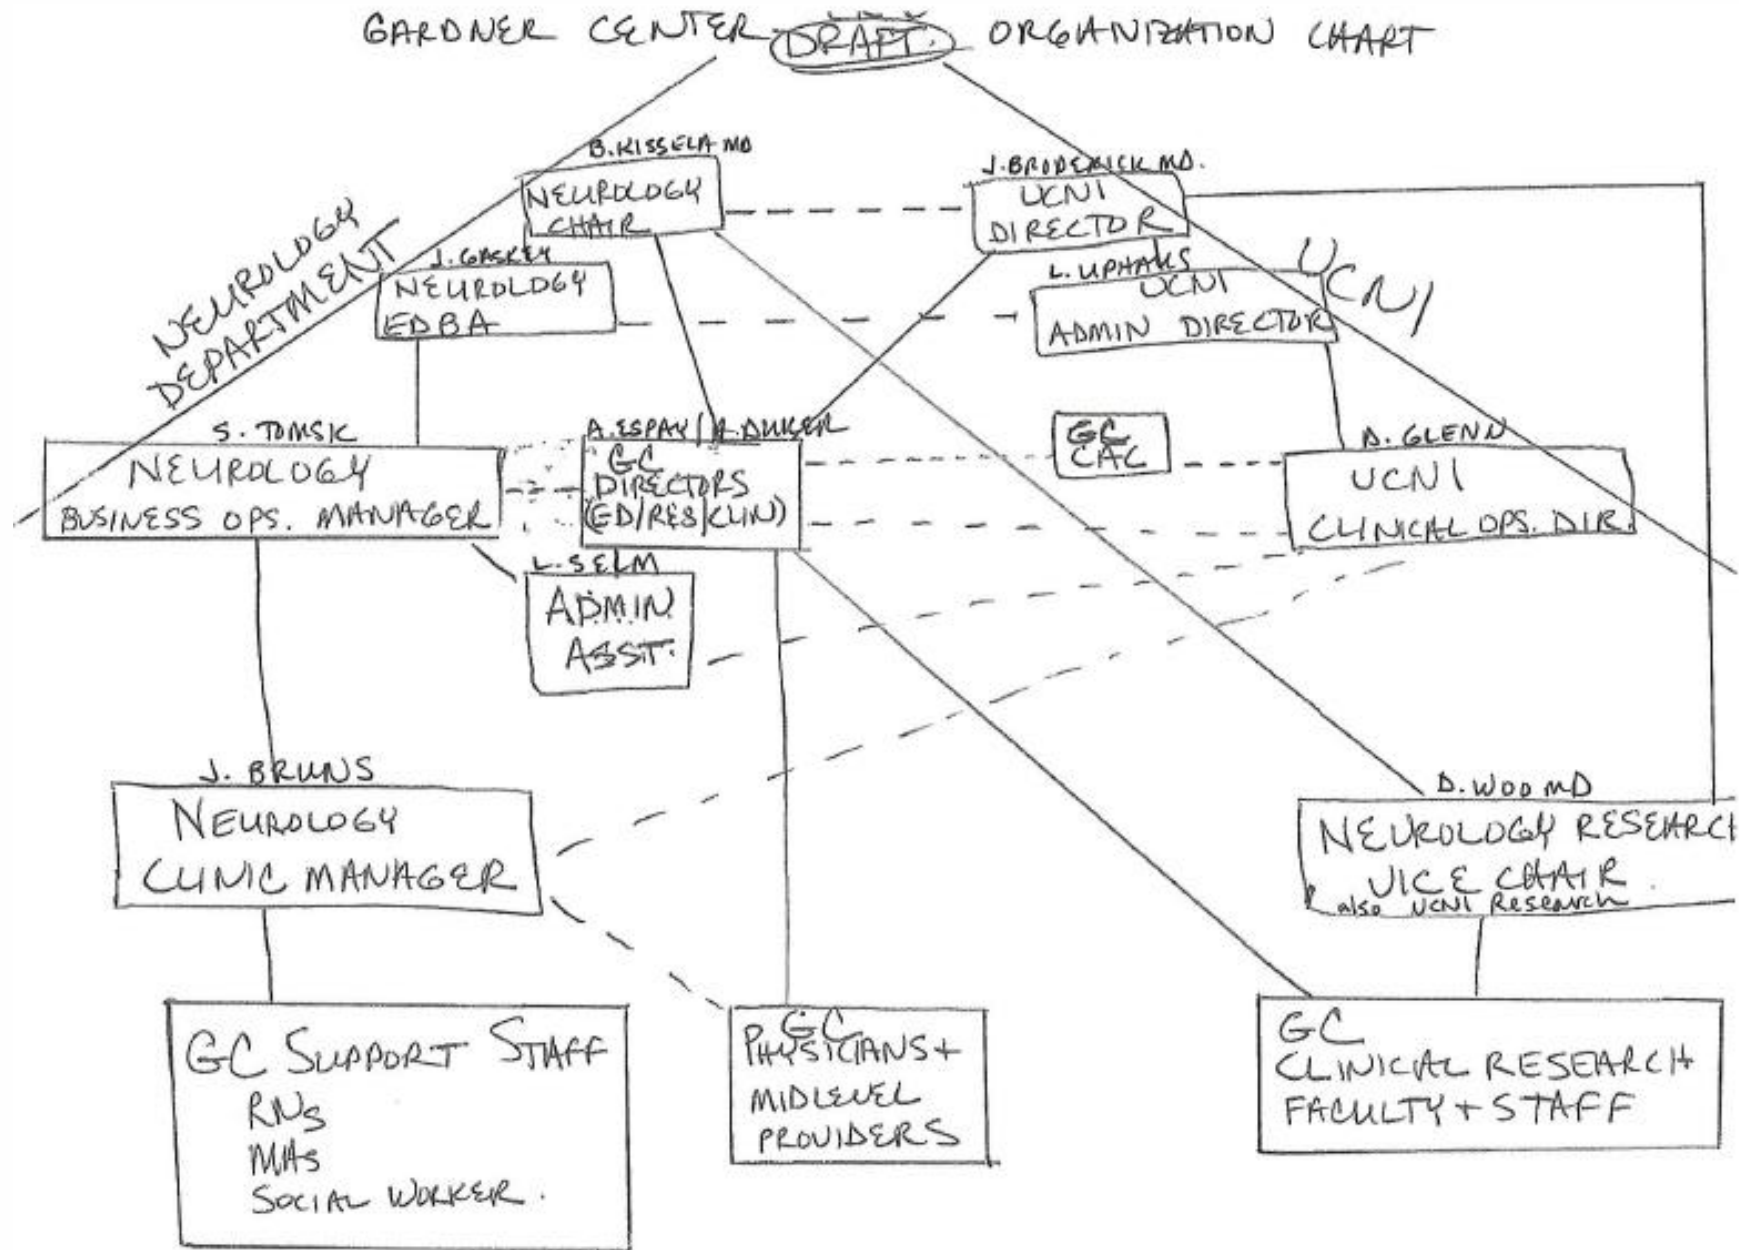 GARDNER CENTER DRAFT. ORGANIZATION CHART
B. KISSELA MD
NEUROLOGY
CHAIR
J. BRODERICK MD.
UCNI
DIRECTOR
NEUROLOGY
DEPARTMENT
J. GASKEY
NEUROLOGY
EDBA
L. UPHAUS
UCNI
ADMIN DIRECTOR
UCNI
S. TOMSIC
NEUROLOGY
BUSINESS OPS. MANAGER
A. ESPAY / A. DUKER
GC
DIRECTORS
(ED/RES/CLIN)
GC
CAC
D. GLENN
UCNI
CLINICAL OPS. DIR.
L. SELM
ADMIN
ASST.
J. BRUNS
NEUROLOGY
CLINIC MANAGER
D. WOO MD
NEUROLOGY RESEARCH
VICE CHAIR
also UCNI Research
GC SUPPORT STAFF
RNs
MAs
SOCIAL WORKER.
GC
PHYSICIANS +
MIDLEVEL
PROVIDERS
GC
CLINICAL RESEARCH
FACULTY + STAFF